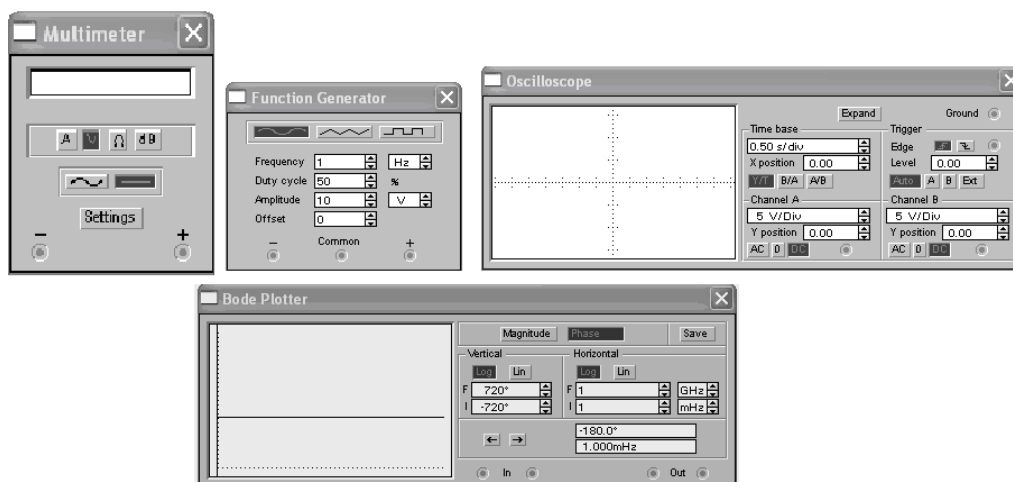 Multimeter
A V Ω dB
Settings
− +
Function Generator
Frequency 1 Hz
Duty cycle 50 %
Amplitude 10 V
Offset 0
− Common +
Oscilloscope
Expand Ground
Time base Trigger
0.50 s/div Edge
X position 0.00 Level 0.00
Y/T B/A A/B Auto A B Ext
Channel A Channel B
5 V/Div 5 V/Div
Y position 0.00 Y position 0.00
AC 0 DC AC 0 DC
Bode Plotter
Magnitude Phase Save
Vertical Horizontal
Log Lin Log Lin
F 720° F 1 GHz
I -720° I 1 mHz
← → -180.0°
1.000mHz
In Out